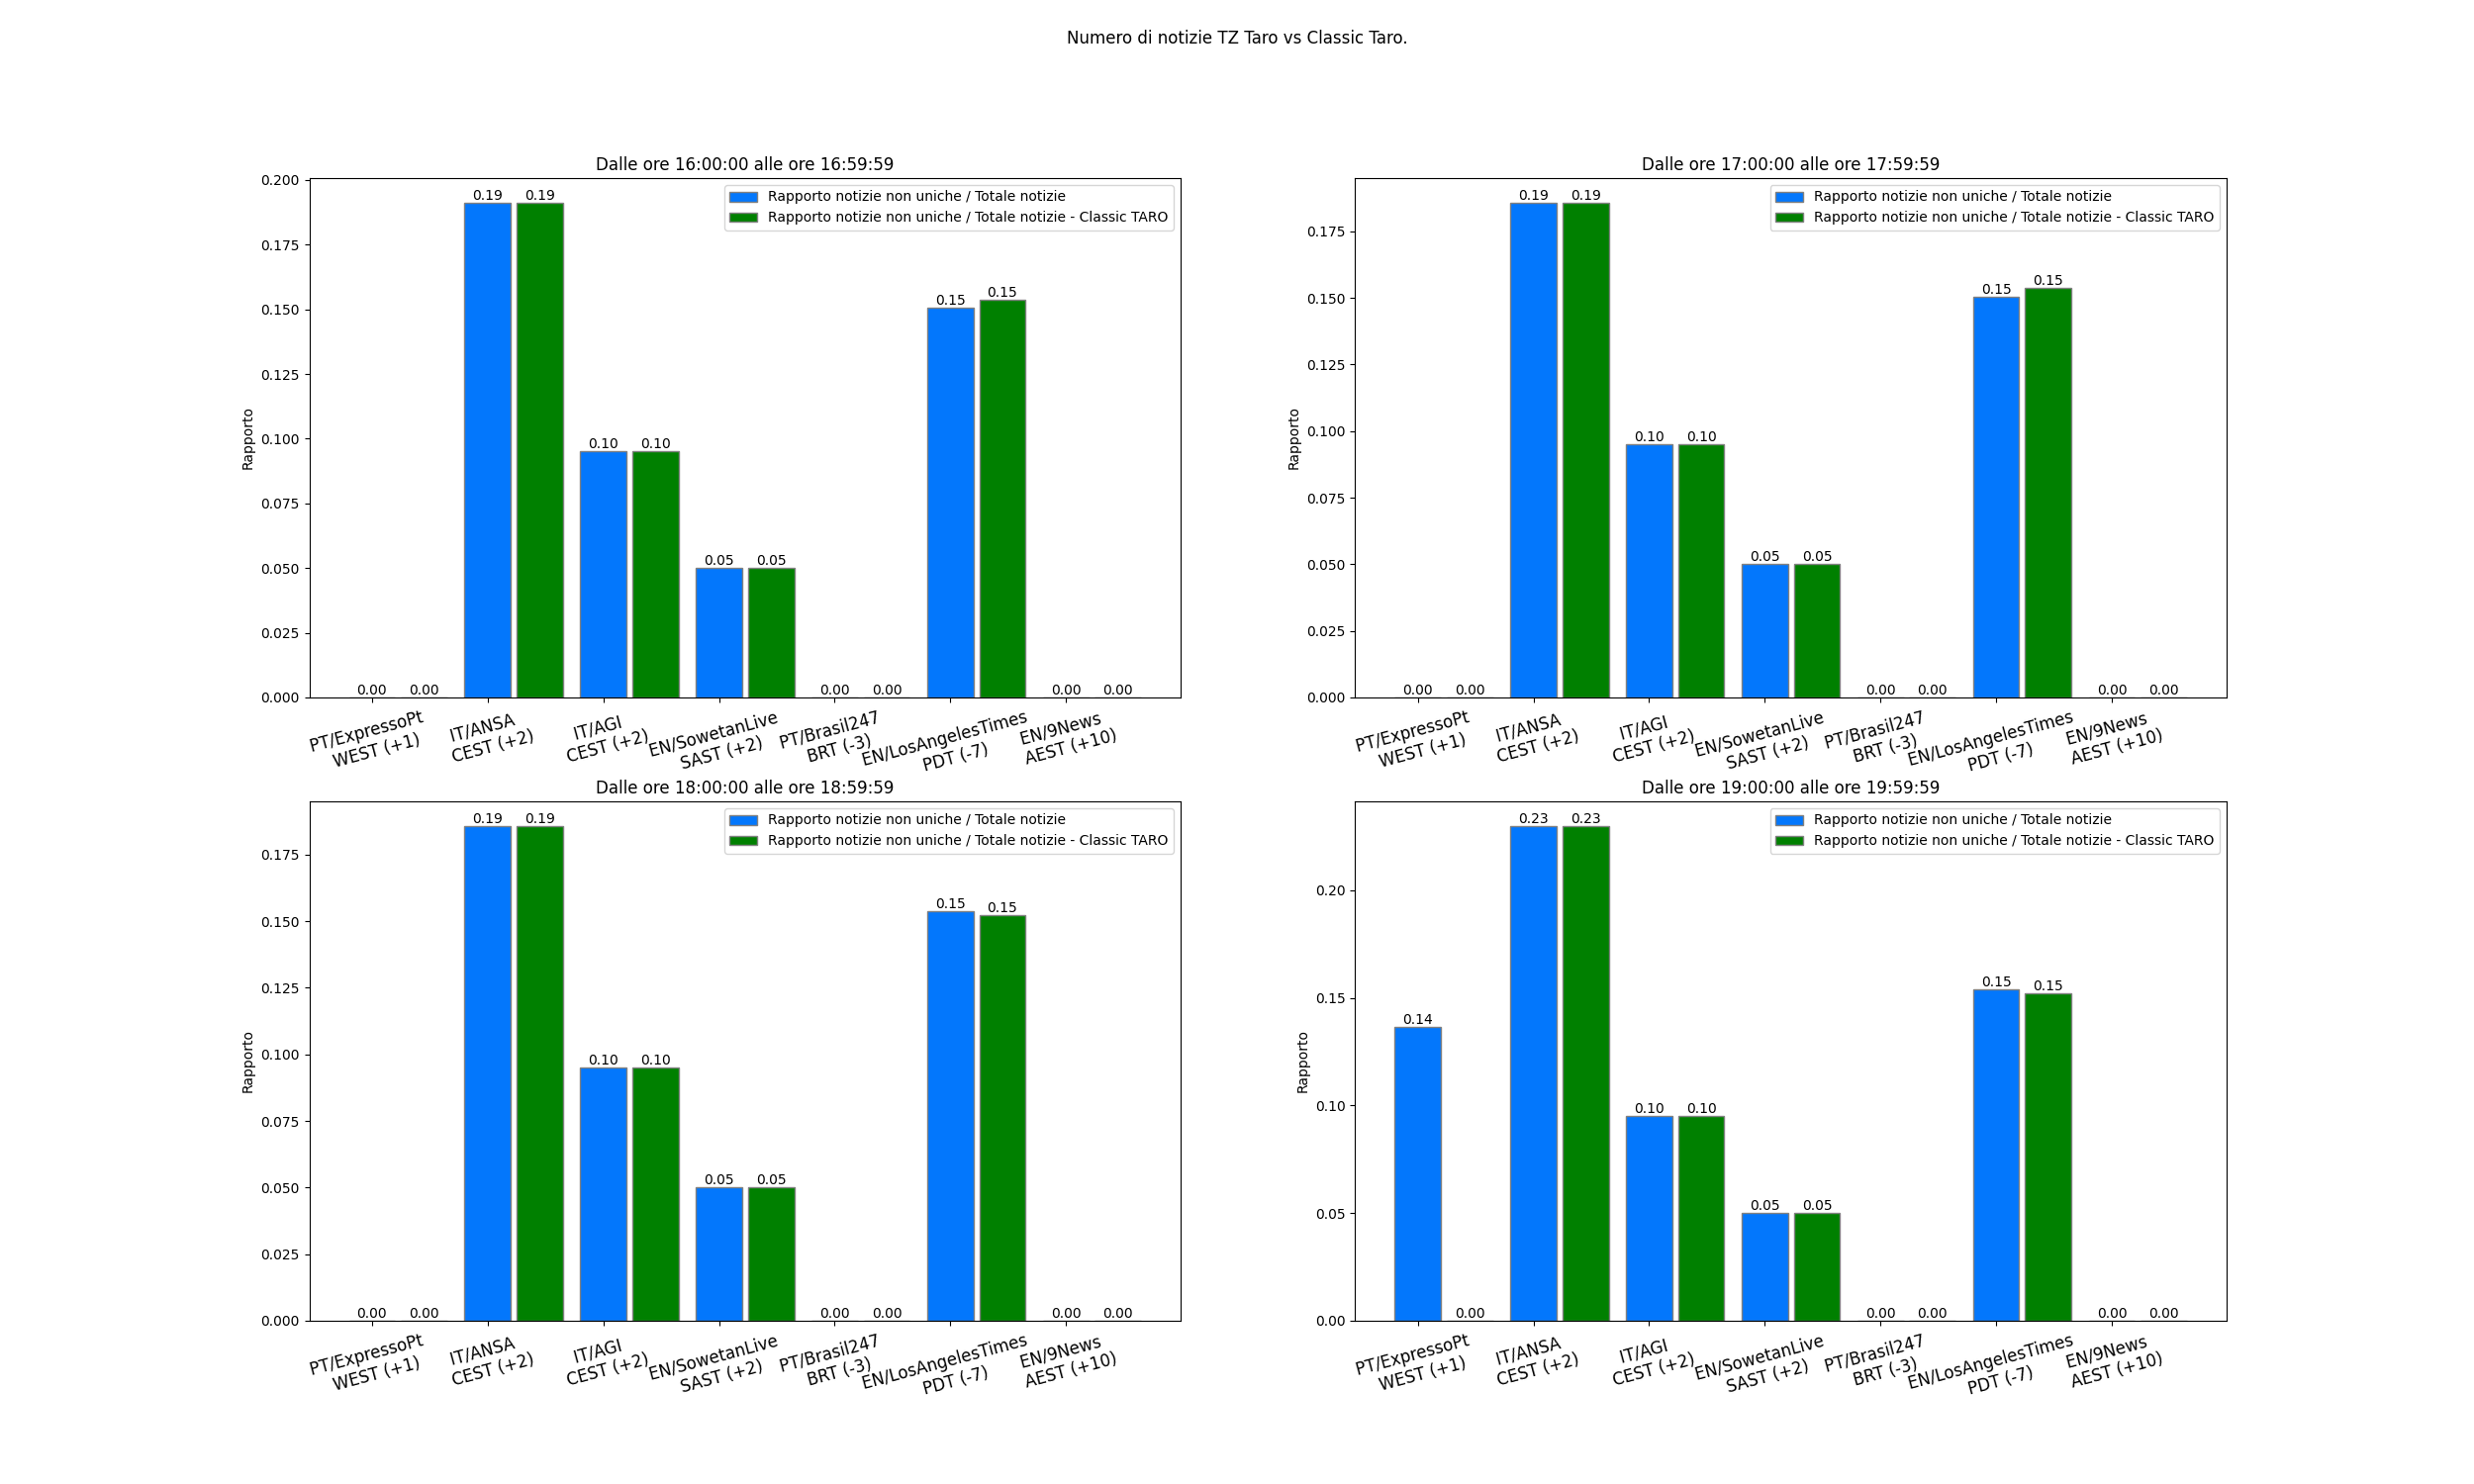 Numero di notizie TZ Taro vs Classic Taro.
Dalle ore 16:00:00 alle ore 16:59:59
Rapporto notizie non uniche / Totale notizie
Rapporto notizie non uniche / Totale notizie - Classic TARO
Rapporto
0.200
0.175
0.150
0.125
0.100
0.075
0.050
0.025
0.000
0.00 0.00 0.19 0.19 0.10 0.10 0.05 0.05 0.00 0.00 0.15 0.15 0.00 0.00
PT/ExpressoPt
WEST (+1)
IT/ANSA
CEST (+2)
IT/AGI
CEST (+2)
EN/SowetanLive
SAST (+2)
PT/Brasil247
BRT (-3)
EN/LosAngelesTimes
PDT (-7)
EN/9News
AEST (+10)
Dalle ore 17:00:00 alle ore 17:59:59
Rapporto notizie non uniche / Totale notizie
Rapporto notizie non uniche / Totale notizie - Classic TARO
Rapporto
0.175
0.150
0.125
0.100
0.075
0.050
0.025
0.000
0.00 0.00 0.19 0.19 0.10 0.10 0.05 0.05 0.00 0.00 0.15 0.15 0.00 0.00
PT/ExpressoPt
WEST (+1)
IT/ANSA
CEST (+2)
IT/AGI
CEST (+2)
EN/SowetanLive
SAST (+2)
PT/Brasil247
BRT (-3)
EN/LosAngelesTimes
PDT (-7)
EN/9News
AEST (+10)
Dalle ore 18:00:00 alle ore 18:59:59
Rapporto notizie non uniche / Totale notizie
Rapporto notizie non uniche / Totale notizie - Classic TARO
Rapporto
0.175
0.150
0.125
0.100
0.075
0.050
0.025
0.000
0.00 0.00 0.19 0.19 0.10 0.10 0.05 0.05 0.00 0.00 0.15 0.15 0.00 0.00
PT/ExpressoPt
WEST (+1)
IT/ANSA
CEST (+2)
IT/AGI
CEST (+2)
EN/SowetanLive
SAST (+2)
PT/Brasil247
BRT (-3)
EN/LosAngelesTimes
PDT (-7)
EN/9News
AEST (+10)
Dalle ore 19:00:00 alle ore 19:59:59
Rapporto notizie non uniche / Totale notizie
Rapporto notizie non uniche / Totale notizie - Classic TARO
Rapporto
0.20
0.15
0.10
0.05
0.00
0.14 0.00 0.23 0.23 0.10 0.10 0.05 0.05 0.00 0.00 0.15 0.15 0.00 0.00
PT/ExpressoPt
WEST (+1)
IT/ANSA
CEST (+2)
IT/AGI
CEST (+2)
EN/SowetanLive
SAST (+2)
PT/Brasil247
BRT (-3)
EN/LosAngelesTimes
PDT (-7)
EN/9News
AEST (+10)